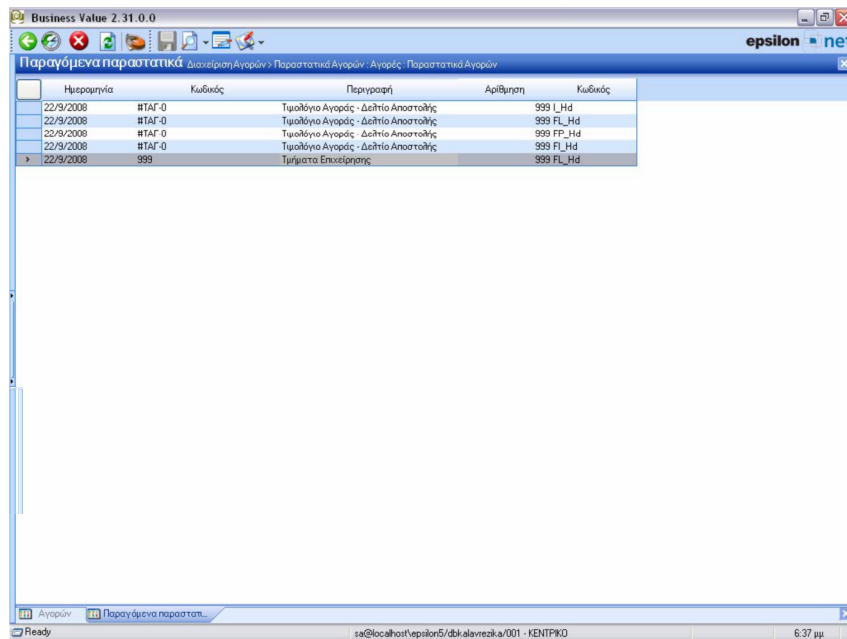 Business Value 2.31.0.0
epsilon net
Παραγόμενα παραστατικά Διαχείριση Αγορών > Παραστατικά Αγορών : Αγορές : Παραστατικά Αγορών
Ημερομηνία Κωδικός Περιγραφή Αρίθμηση Κωδικός
22/9/2008 #ΤΑΓ-0 Τιμολόγιο Αγοράς - Δελτίο Αποστολής 999 I_Hd
22/9/2008 #ΤΑΓ-0 Τιμολόγιο Αγοράς - Δελτίο Αποστολής 999 FL_Hd
22/9/2008 #ΤΑΓ-0 Τιμολόγιο Αγοράς - Δελτίο Αποστολής 999 FP_Hd
22/9/2008 #ΤΑΓ-0 Τιμολόγιο Αγοράς - Δελτίο Αποστολής 999 FI_Hd
22/9/2008 999 Τμήματα Επιχείρησης 999 FL_Hd
Αγορών Παραγόμενα παραστατι...
Ready sa@localhost\epsilon5/dbkalavrezika/001 - ΚΕΝΤΡΙΚΟ 6:37 μμ